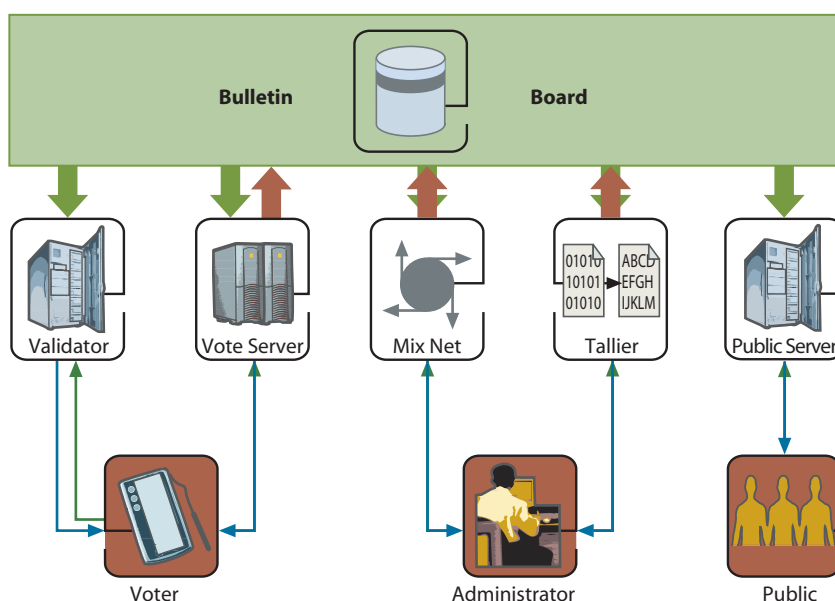 Bulletin Board
01010 ABCD
10101 EFGH
01010 IJKLM
Validator Vote Server Mix Net Tallier Public Server
Voter Administrator Public